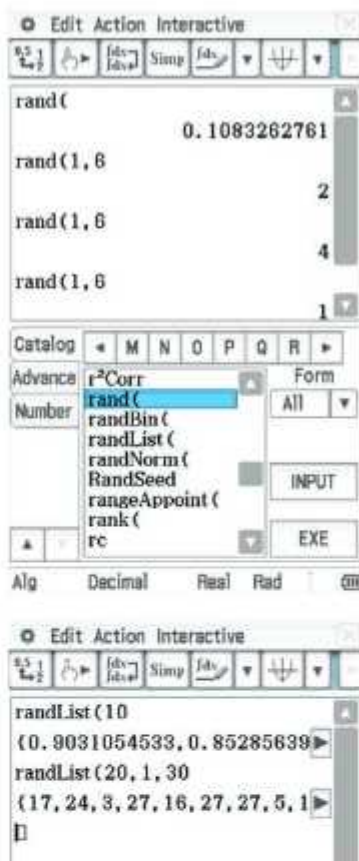 Edit Action Interactive
Simp
rand(
0.1083262761
rand(1,6
2
rand(1,6
4
rand(1,6
1
Catalog M N O P Q R
Advance
Number
r²Corr
rand(
randBin(
randList(
randNorm(
RandSeed
rangeAppoint(
rank(
rc
Form
All
INPUT
EXE
Alg Decimal Real Rad
Edit Action Interactive
Simp
randList(10
{0.9031054533,0.85285639
randList(20,1,30
{17,24,3,27,16,27,27,5,1